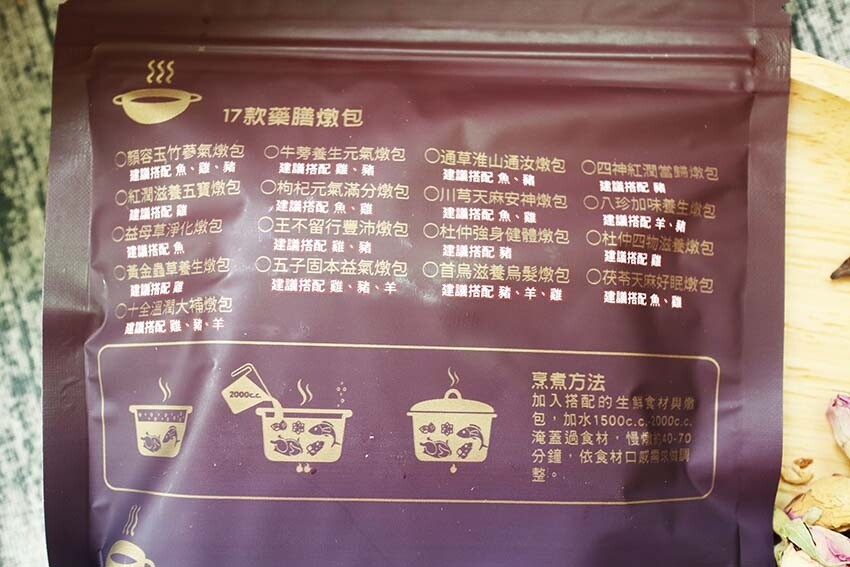 17款藥膳燉包
○顏容玉竹蔘氣燉包
建議搭配 魚、雞、豬
○紅潤滋養五寶燉包
建議搭配 雞
○益母草淨化燉包
建議搭配 魚
○黃金蟲草養生燉包
建議搭配 雞
○十全溫潤大補燉包
建議搭配 雞、豬、羊
○牛蒡養生元氣燉包
建議搭配 雞、豬
○枸杞元氣滿分燉包
建議搭配 魚、雞
○王不留行豐沛燉包
建議搭配 雞、豬
○五子固本益氣燉包
建議搭配 雞、豬、羊
○通草淮山通汝燉包
建議搭配 魚、豬
○川芎天麻安神燉包
建議搭配 魚、雞
○杜仲強身健體燉包
建議搭配 豬
○首烏滋養烏髮燉包
建議搭配 豬、羊、雞
○四神紅潤當歸燉包
建議搭配 豬
○八珍加味養生燉包
建議搭配 羊、豬
○杜仲四物滋養燉包
建議搭配 雞
○茯苓天麻好眠燉包
建議搭配 魚、雞
2000c.c.
烹煮方法
加入搭配的生鮮食材與燉
包，加水1500c.c.-2000c.c.
淹蓋過食材，慢燉約40-70
分鐘，依食材口感需求做調
整。